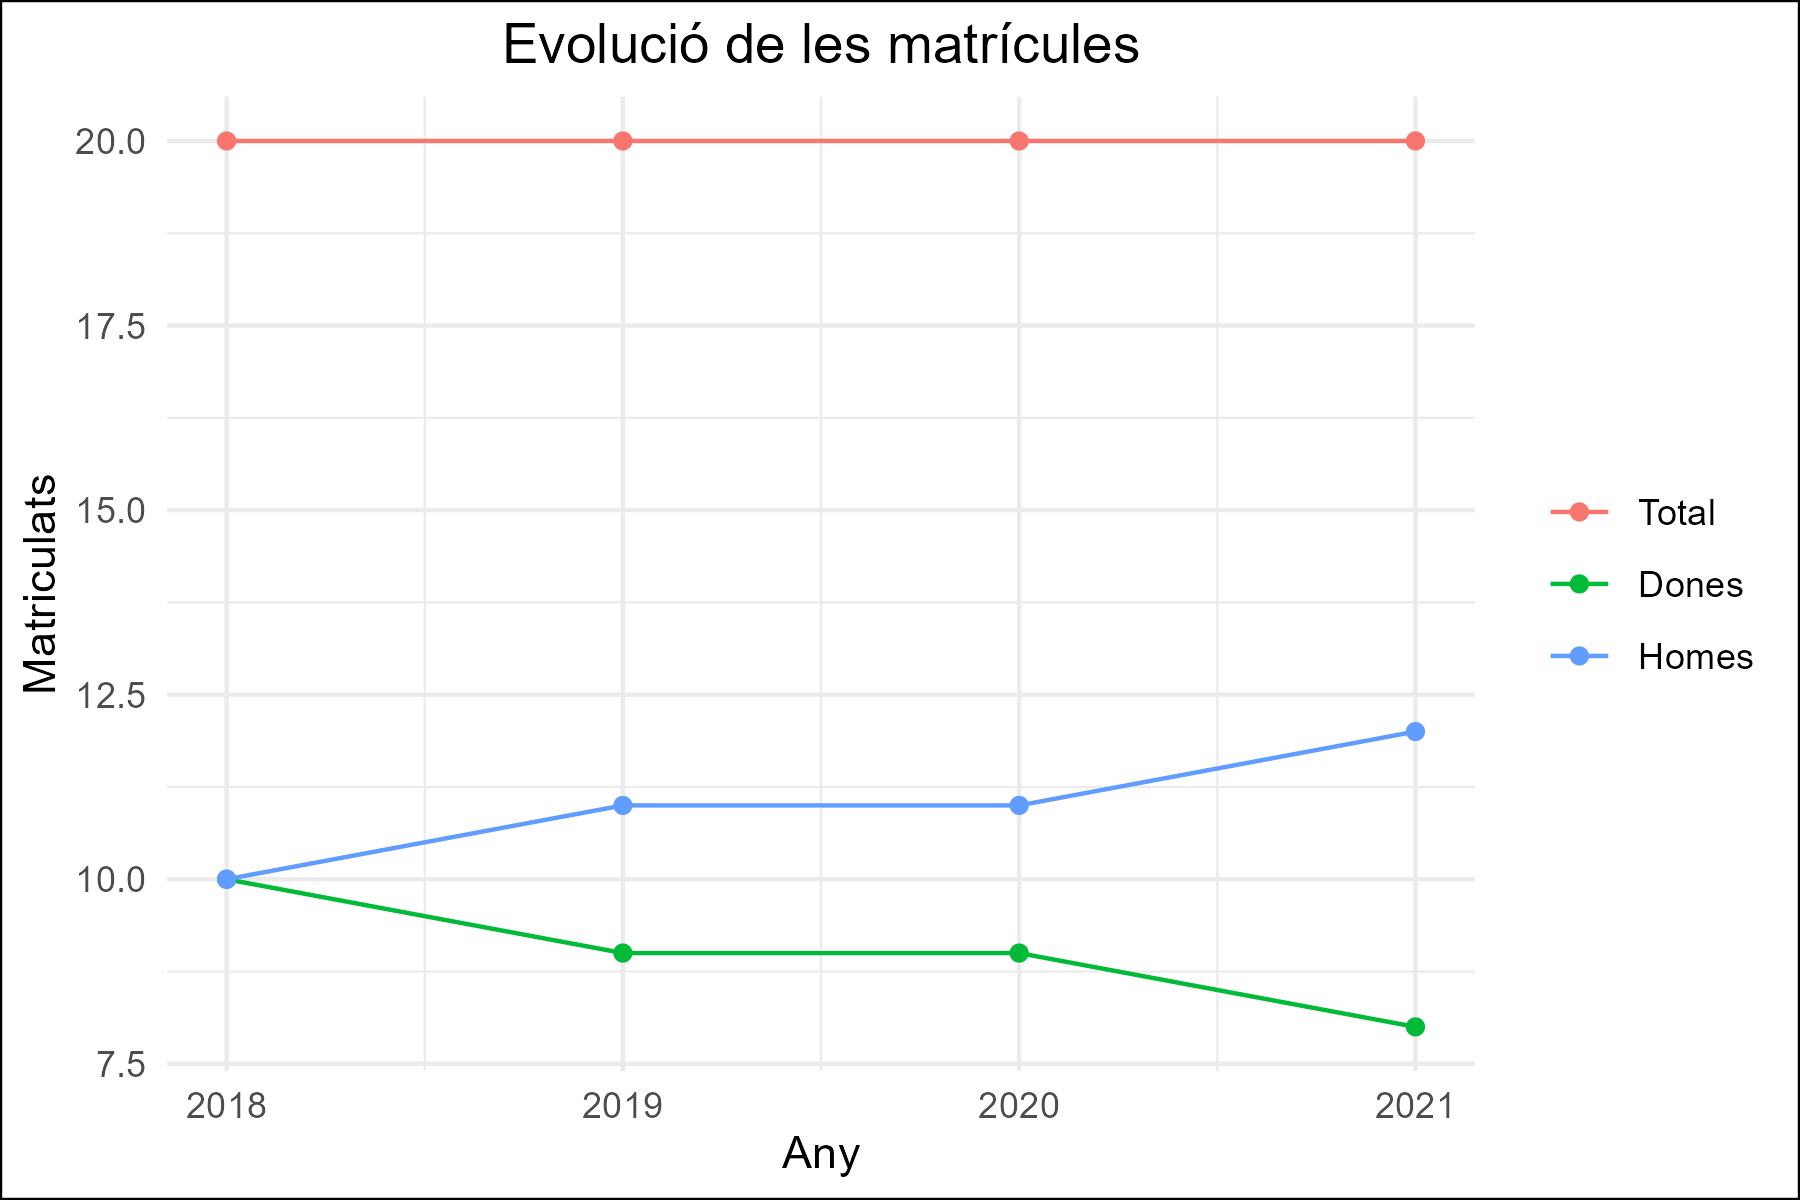 Evolució de les matrícules
Matriculats
20.0
17.5
15.0
12.5
10.0
7.5
2018 2019 2020 2021
Any
Total
Dones
Homes